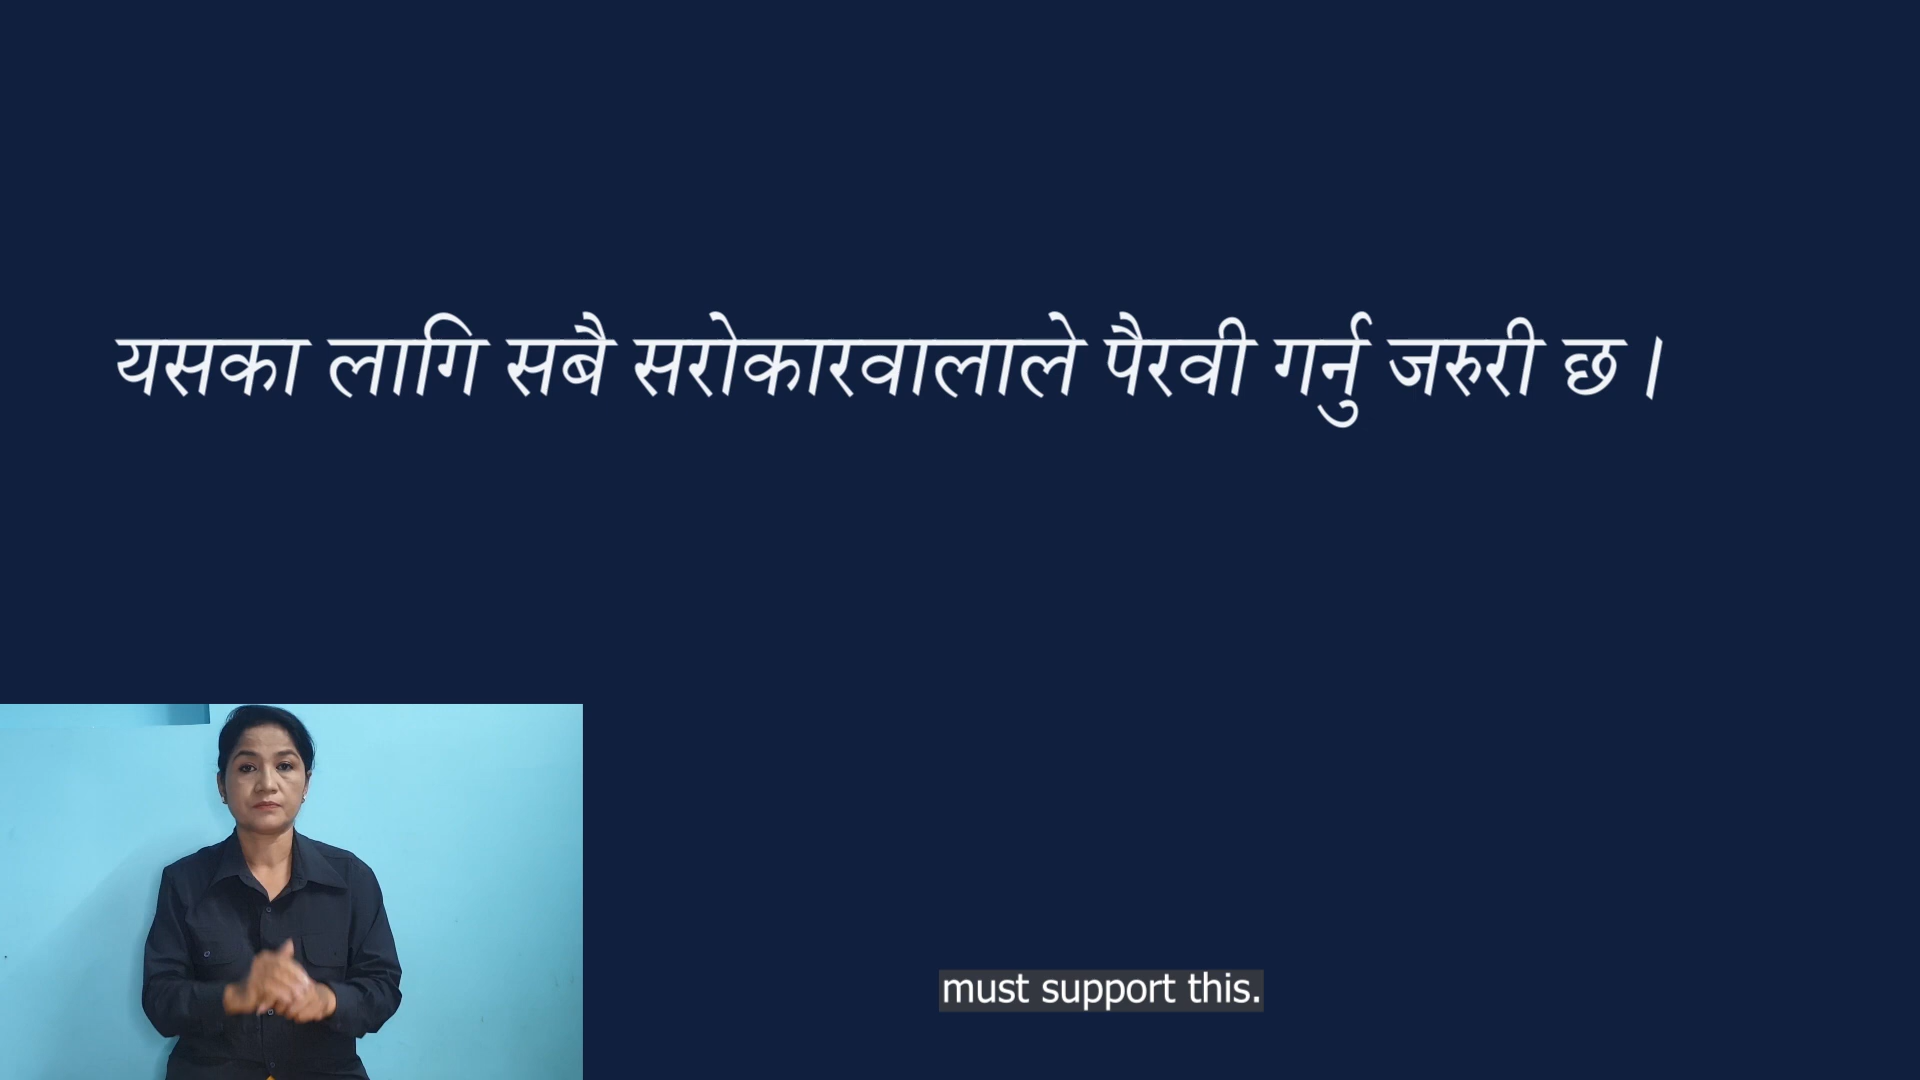 यसका लागि सबै सरोकारवालाले पैरवी गर्नु जरुरी छ।
must support this.